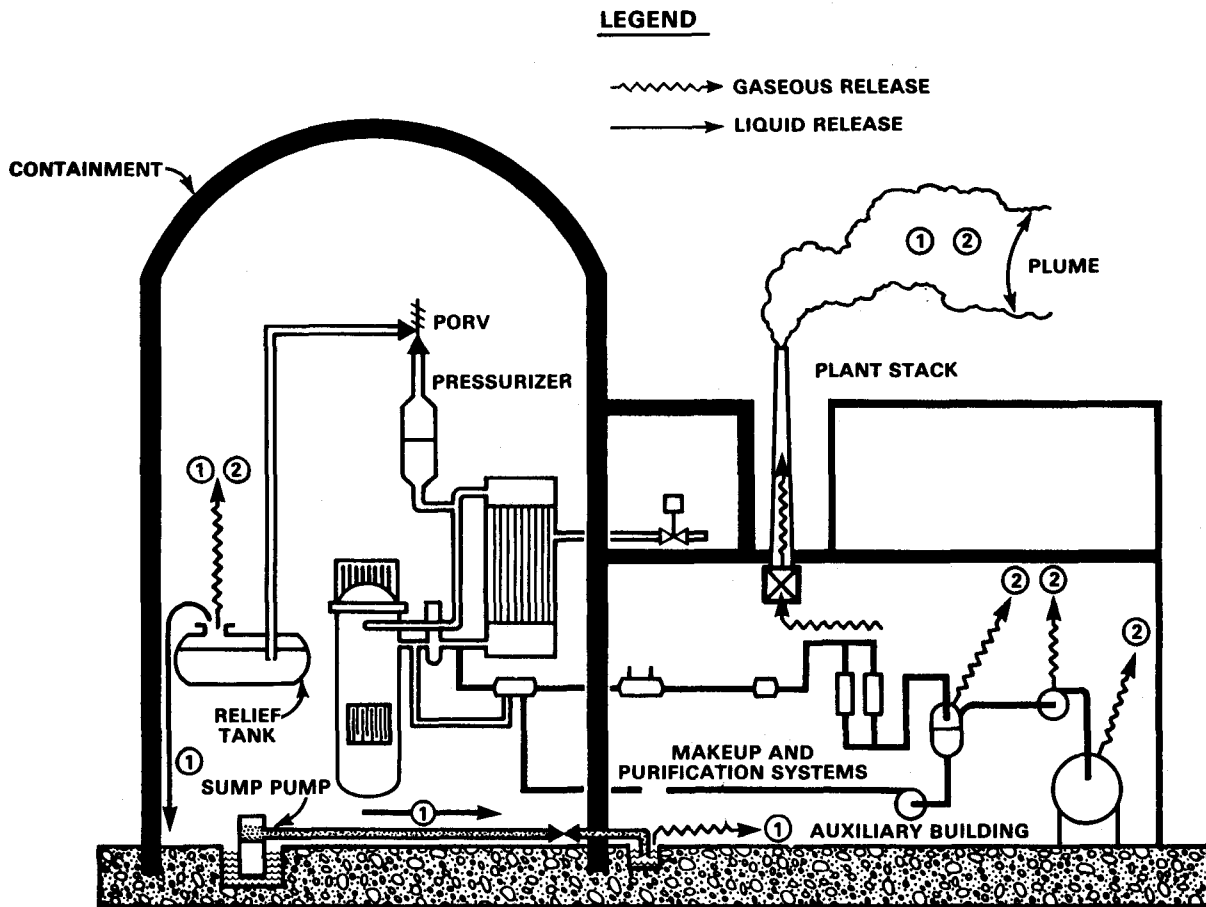 LEGEND
GASEOUS RELEASE
LIQUID RELEASE
CONTAINMENT
1 2
PLUME
PORV
PRESSURIZER
PLANT STACK
1 2
2 2
2
RELIEF
TANK
1
SUMP PUMP
MAKEUP AND
PURIFICATION SYSTEMS
1
1
AUXILIARY BUILDING